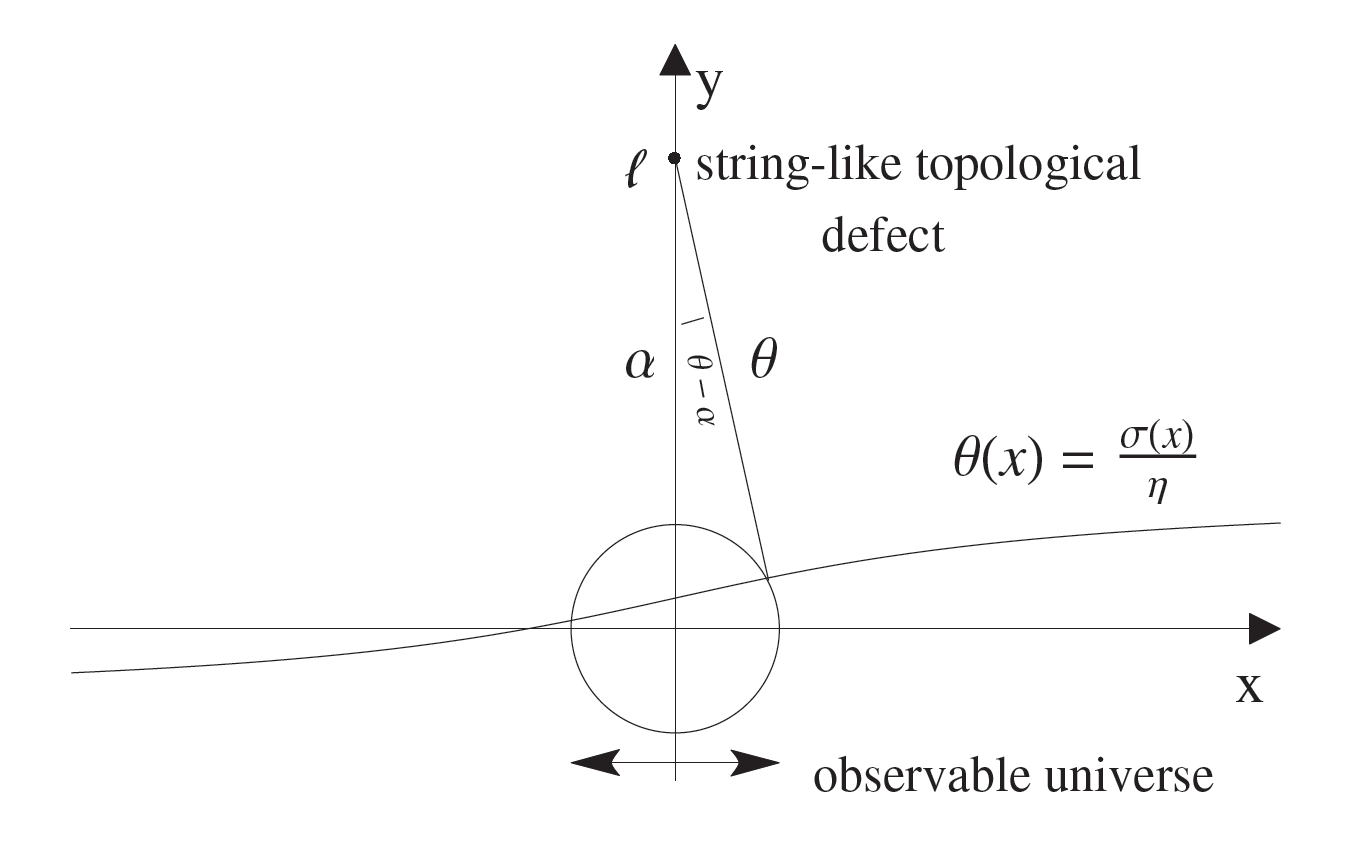 y
ℓ string-like topological
defect
α θ - α θ
θ(x) = σ(x)/η
x
observable universe